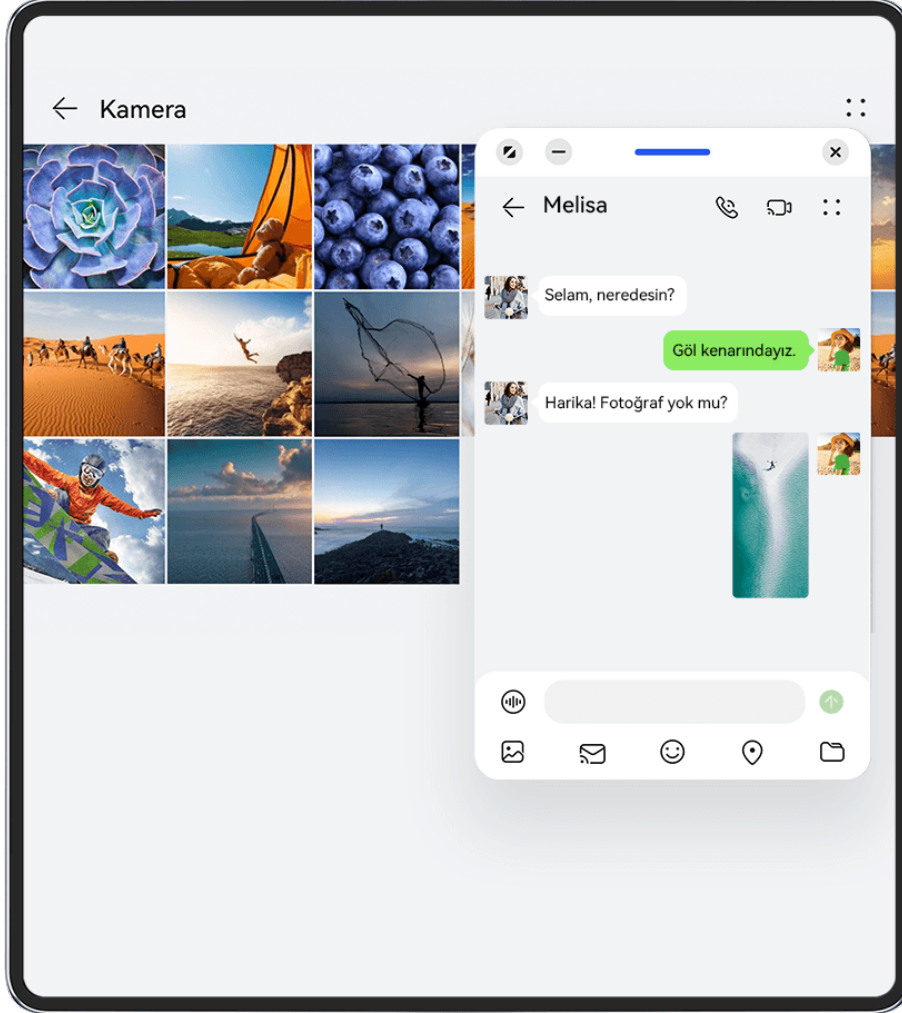 Kamera
Melisa
Selam, neredesin?
Göl kenarındayız.
Harika! Fotoğraf yok mu?